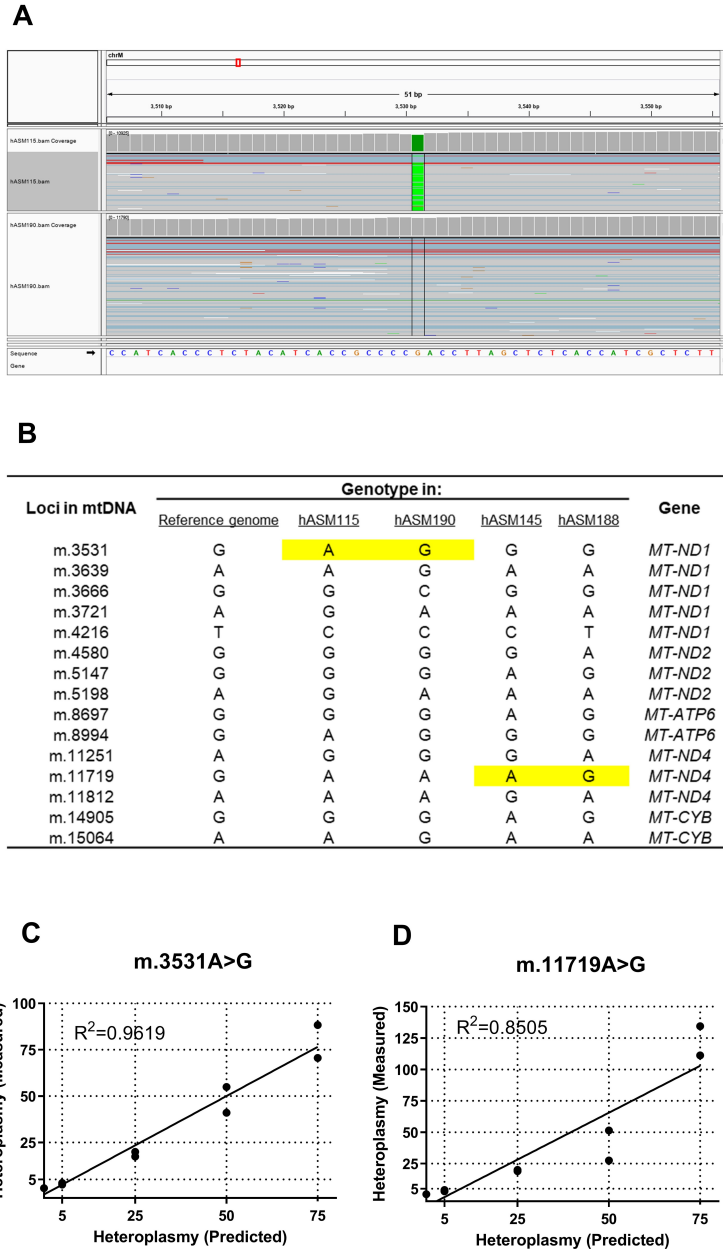 A
chrM
51 bp
3,510 bp 3,520 bp 3,530 bp 3,540 bp 3,550 bp
hASM115.bam Coverage
[0 - 10925]
hASM115.bam
hASM190.bam Coverage
[0 - 11790]
hASM190.bam
Sequence
C C A T C A C C C T C T A C A T C A C C G C C C C G A C C T T A G C T C T C A C C A T C G C T C T T
Gene
B
Genotype in:
Loci in mtDNA Reference genome hASM115 hASM190 hASM145 hASM188 Gene
m.3531 G A G G G MT-ND1
m.3639 A A G A A MT-ND1
m.3666 G G C G G MT-ND1
m.3721 A G A A A MT-ND1
m.4216 T C C C T MT-ND1
m.4580 G G G G A MT-ND2
m.5147 G G G A G MT-ND2
m.5198 A G A A A MT-ND2
m.8697 G G G A G MT-ATP6
m.8994 G A G G G MT-ATP6
m.11251 A G G G A MT-ND4
m.11719 G A A A G MT-ND4
m.11812 A A A G A MT-ND4
m.14905 G G G A G MT-CYB
m.15064 A A G A A MT-CYB
C
m.3531A>G
Heteroplasmy (Measured)
100
75
50
25
5
R2=0.9619
5 25 50 75
Heteroplasmy (Predicted)
D
m.11719A>G
Heteroplasmy (Measured)
150
125
100
75
50
25
5
R2=0.8505
5 25 50 75
Heteroplasmy (Predicted)